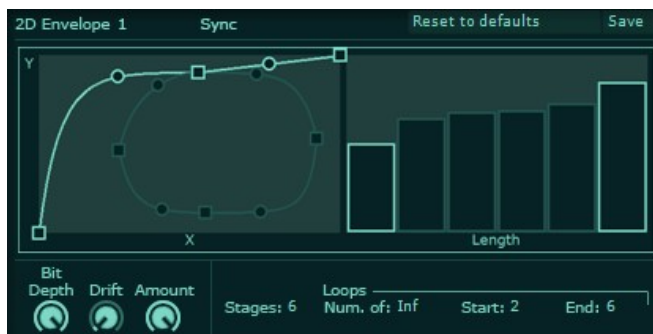 2D Envelope 1 Sync Reset to defaults Save
Y
X Length
Bit
Depth Drift Amount
Loops
Stages: 6 Num. of: Inf Start: 2 End: 6